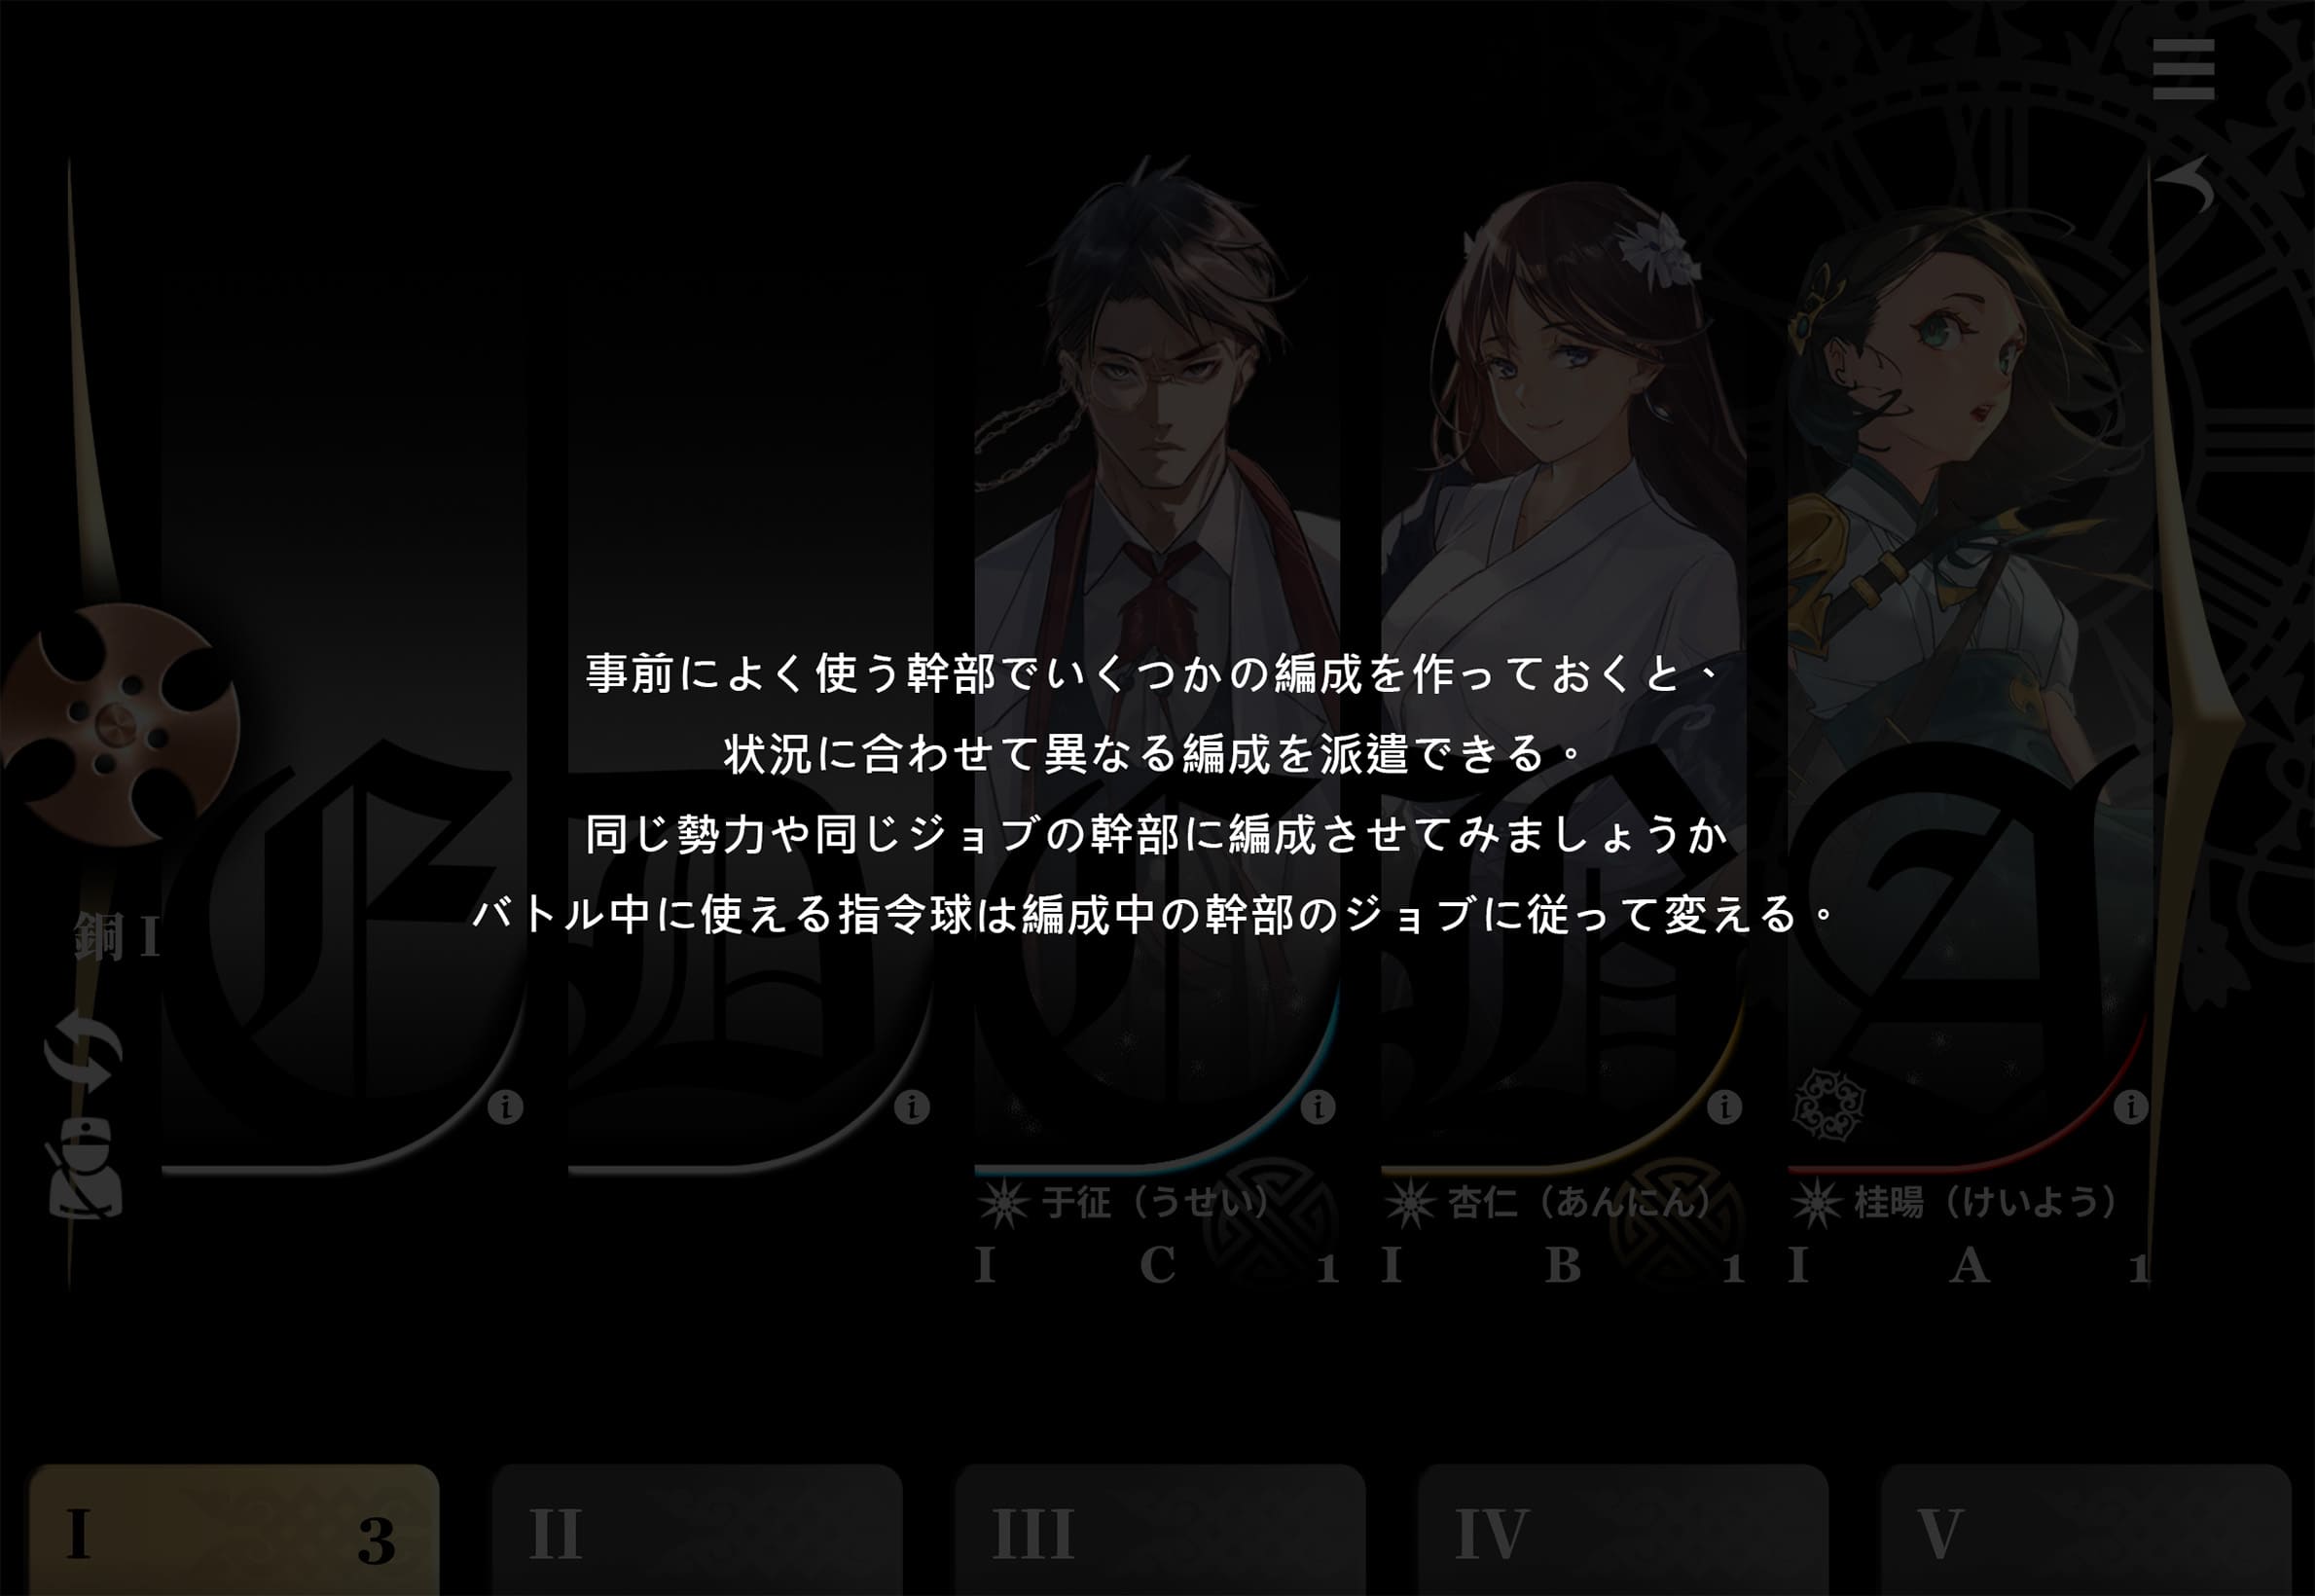 事前によく使う幹部でいくつかの編成を作っておくと、
状況に合わせて異なる編成を派遣できる。
同じ勢力や同じジョブの幹部に編成させてみましょうか
バトル中に使える指令球は編成中の幹部のジョブに従って変える。
E D C B A
銅 I
于征（うせい） 杏仁（あんにん） 桂暘（けいよう）
I C 1 I B 1 I A 1
I 3 II III IV V